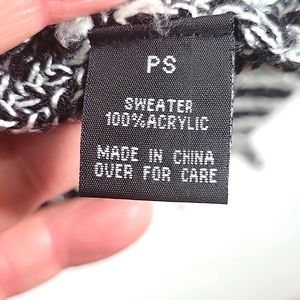 PS
SWEATER
100%ACRYLIC
MADE IN CHINA
OVER FOR CARE